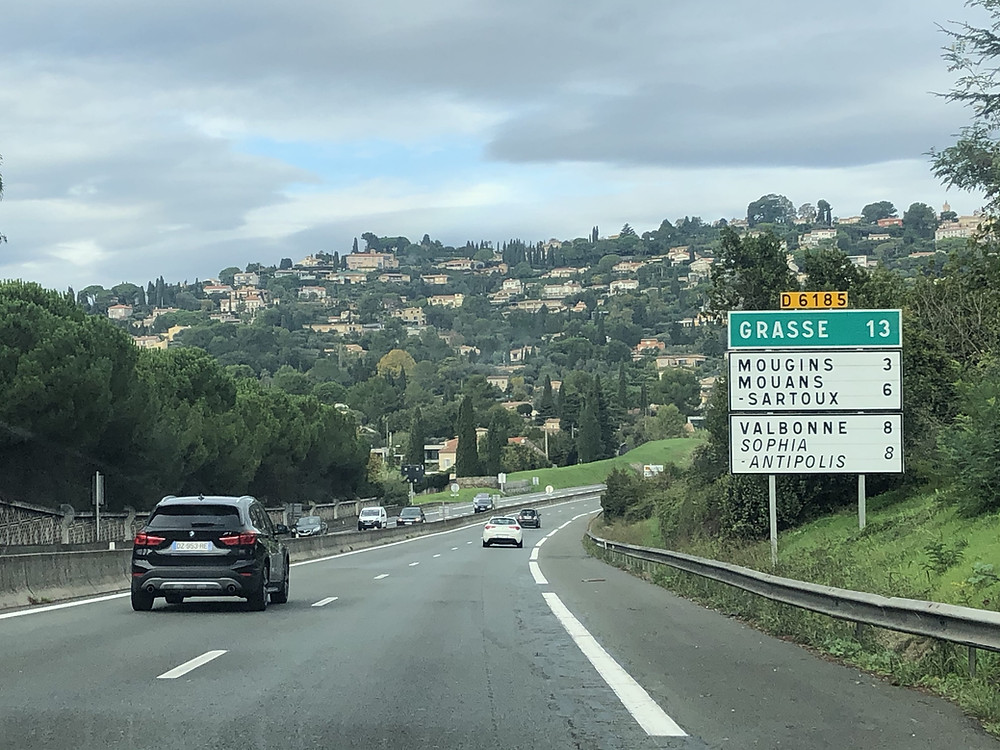 D 6185
GRASSE 13
MOUGINS 3
MOUANS
-SARTOUX 6
VALBONNE 8
SOPHIA
-ANTIPOLIS 8